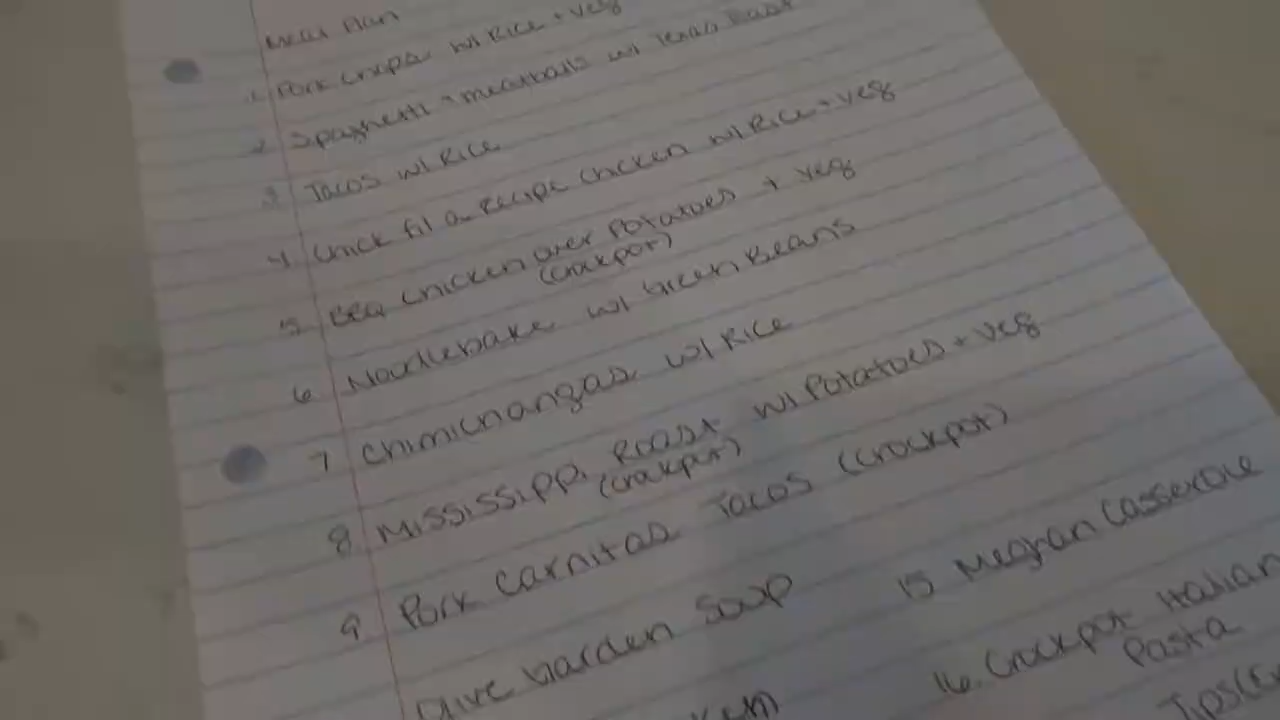 Meal Plan
1 Pork Chops w/ Rice + veg
2 Spaghetti + meatballs w/ Texas Toast
3 Tacos w/ Rice
4 Chick fil a Recipe Chicken w/ Rice + veg
5 BBQ Chicken over Potatoes + veg
(crockpot)
6 Noodlebake w/ Green Beans
7 Chimichangas w/ Rice
8 Mississippi Roast w/ Potatoes + veg
(crockpot)
9 Pork Carnitas Tacos (crockpot)
Olive Garden Soup
15 Meghan Casserole
16. Crockpot Italian
Pasta
Tips